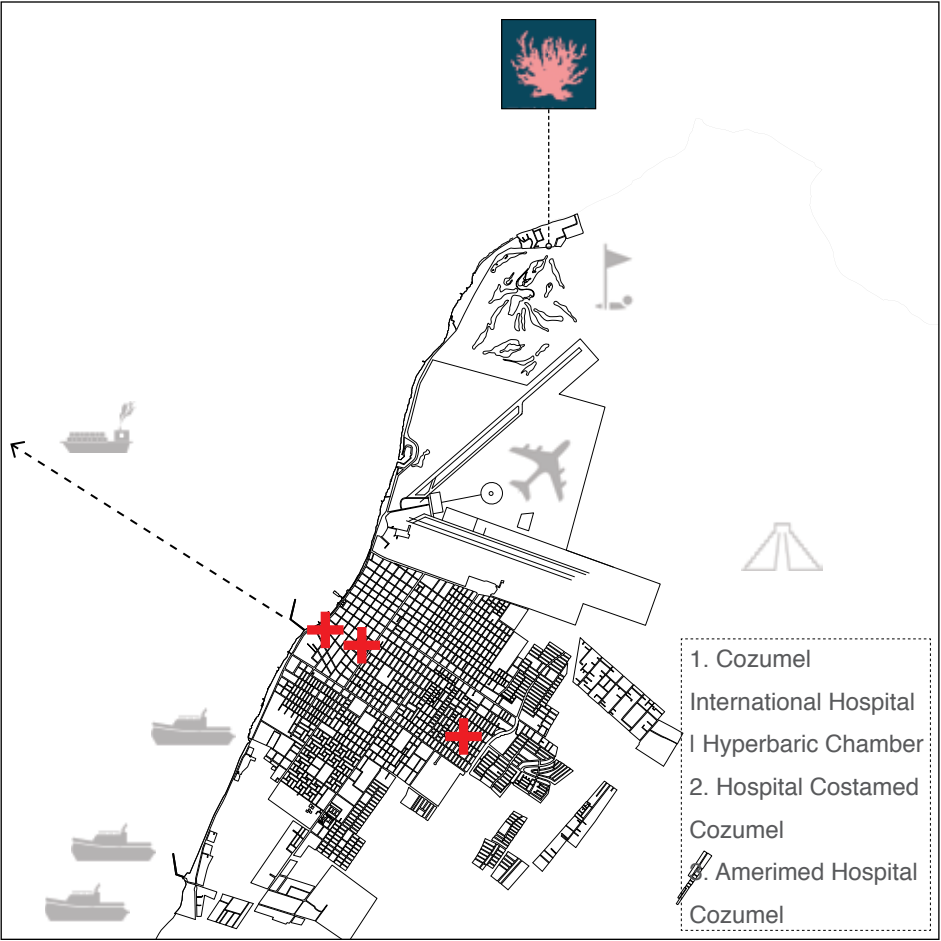 1. Cozumel
International Hospital
| Hyperbaric Chamber
2. Hospital Costamed
Cozumel
. Amerimed Hospital
Cozumel